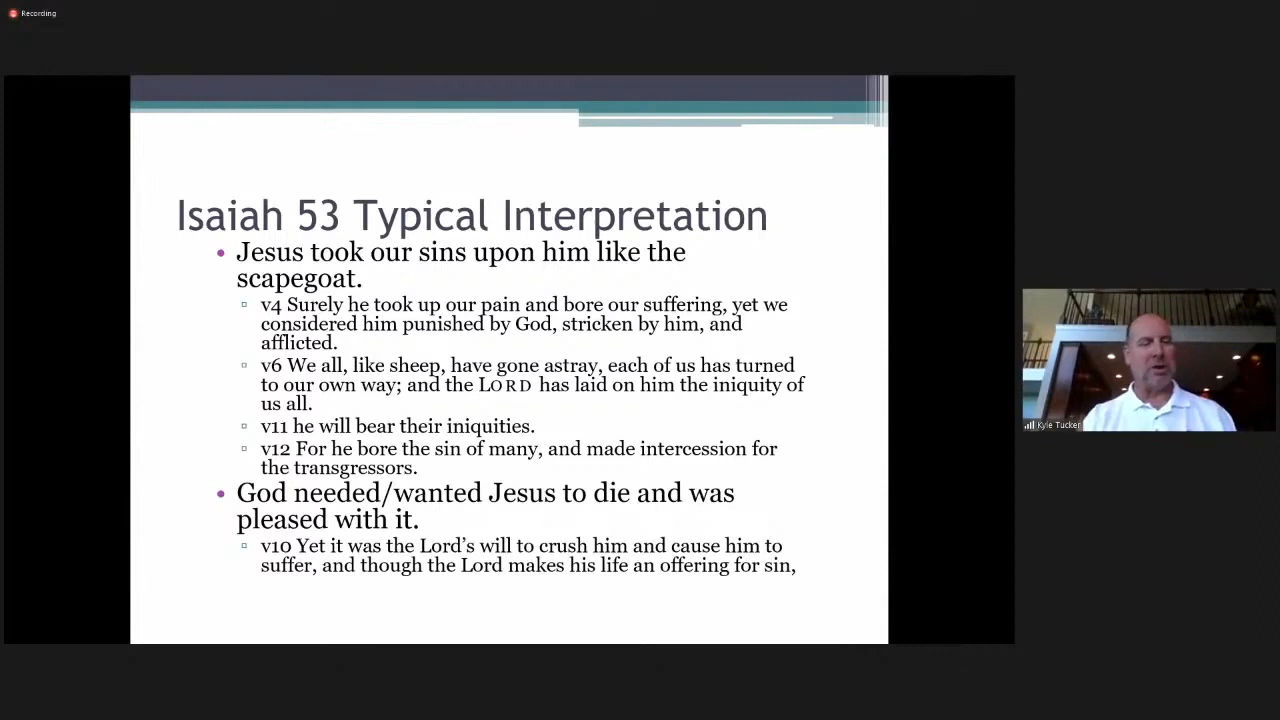 Recording
Isaiah 53 Typical Interpretation
• Jesus took our sins upon him like the
scapegoat.
▫ v4 Surely he took up our pain and bore our suffering, yet we
considered him punished by God, stricken by him, and
afflicted.
▫ v6 We all, like sheep, have gone astray, each of us has turned
to our own way; and the LORD has laid on him the iniquity of
us all.
▫ v11 he will bear their iniquities.
▫ v12 For he bore the sin of many, and made intercession for
the transgressors.
• God needed/wanted Jesus to die and was
pleased with it.
▫ v10 Yet it was the Lord’s will to crush him and cause him to
suffer, and though the Lord makes his life an offering for sin,
Kyle Tucker